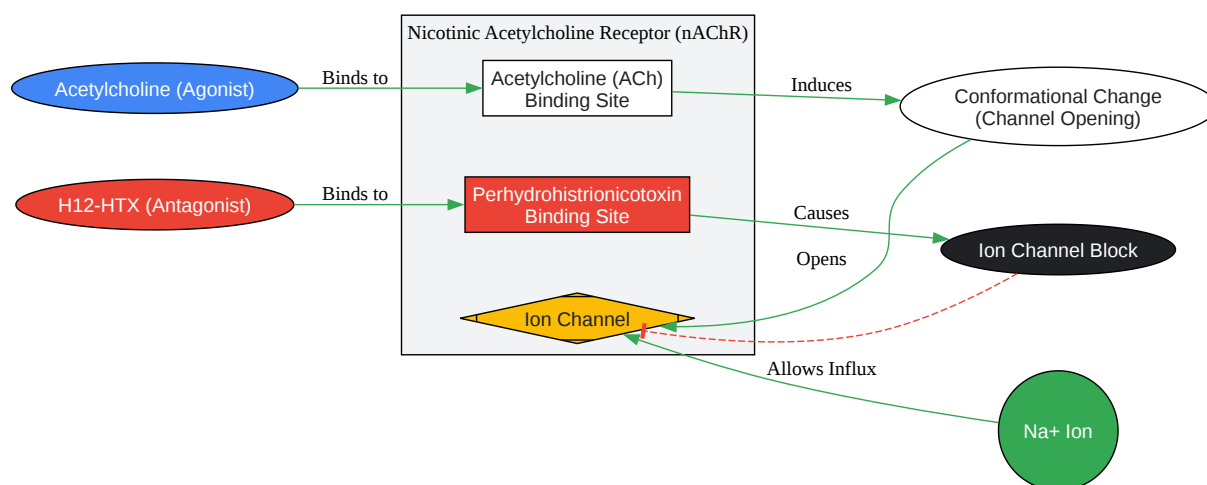 Nicotinic Acetylcholine Receptor (nAChR)
Acetylcholine (Agonist)
Binds to
Acetylcholine (ACh)
Binding Site
Induces
Conformational Change
(Channel Opening)
H12-HTX (Antagonist)
Binds to
Perhydrohistrionicotoxin
Binding Site
Causes
Ion Channel Block
Opens
Ion Channel
Allows Influx
Na+ Ion